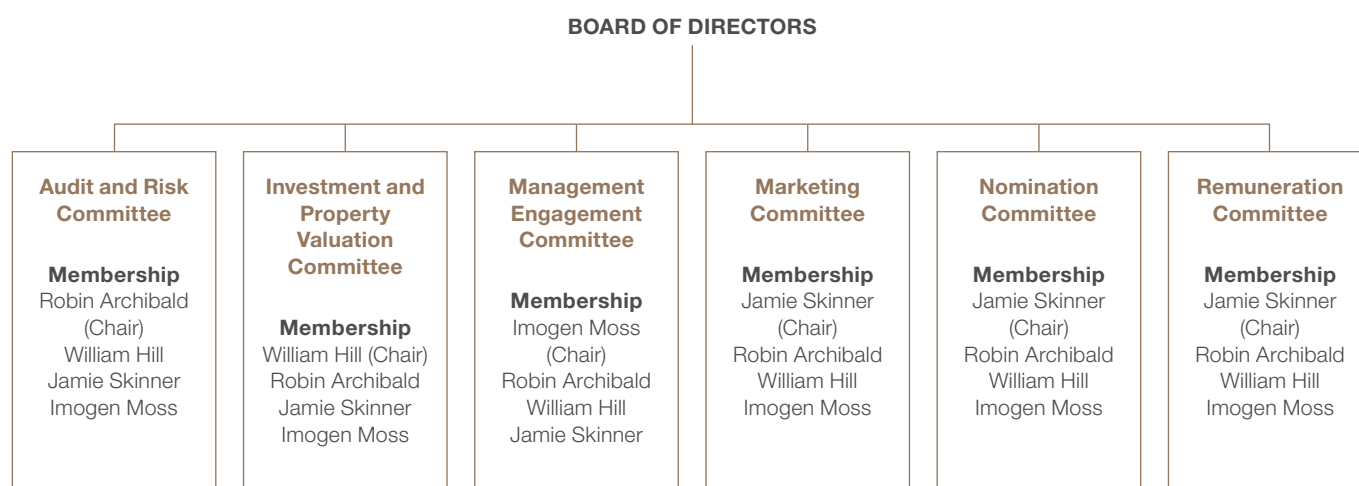 BOARD OF DIRECTORS
Audit and Risk
Committee
Membership
Robin Archibald
(Chair)
William Hill
Jamie Skinner
Imogen Moss
Investment and
Property
Valuation
Committee
Membership
William Hill (Chair)
Robin Archibald
Jamie Skinner
Imogen Moss
Management
Engagement
Committee
Membership
Imogen Moss
(Chair)
Robin Archibald
William Hill
Jamie Skinner
Marketing
Committee
Membership
Jamie Skinner
(Chair)
Robin Archibald
William Hill
Imogen Moss
Nomination
Committee
Membership
Jamie Skinner
(Chair)
Robin Archibald
William Hill
Imogen Moss
Remuneration
Committee
Membership
Jamie Skinner
(Chair)
Robin Archibald
William Hill
Imogen Moss